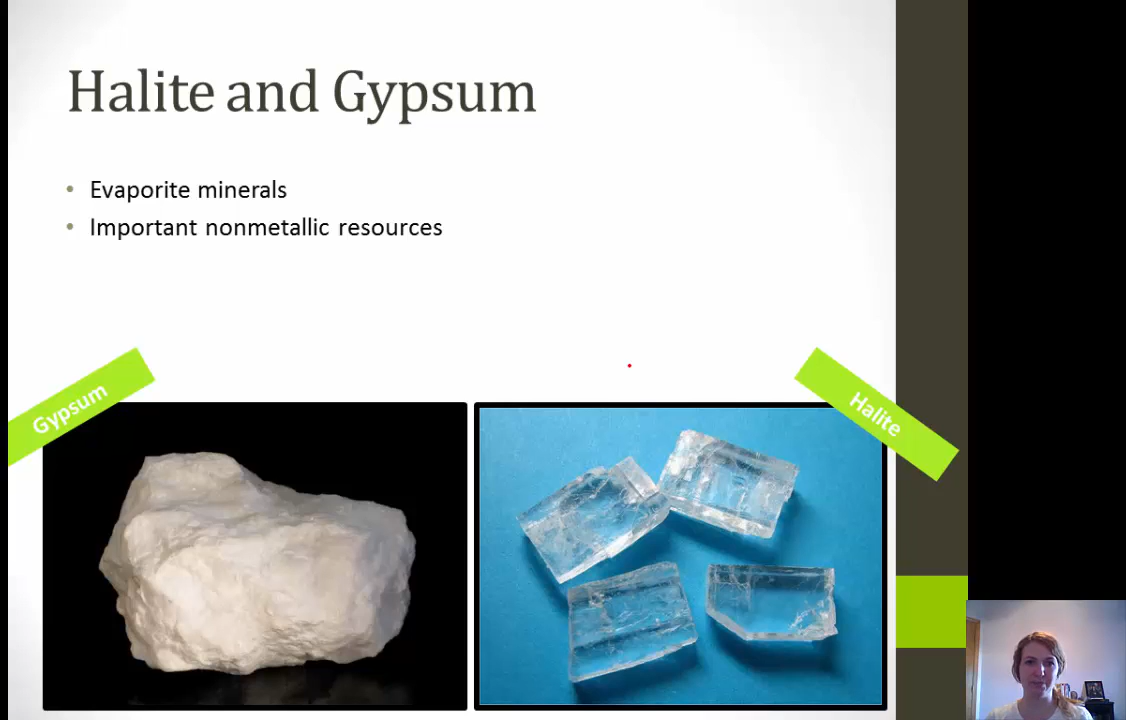 Halite and Gypsum
• Evaporite minerals
• Important nonmetallic resources
Gypsum
Halite